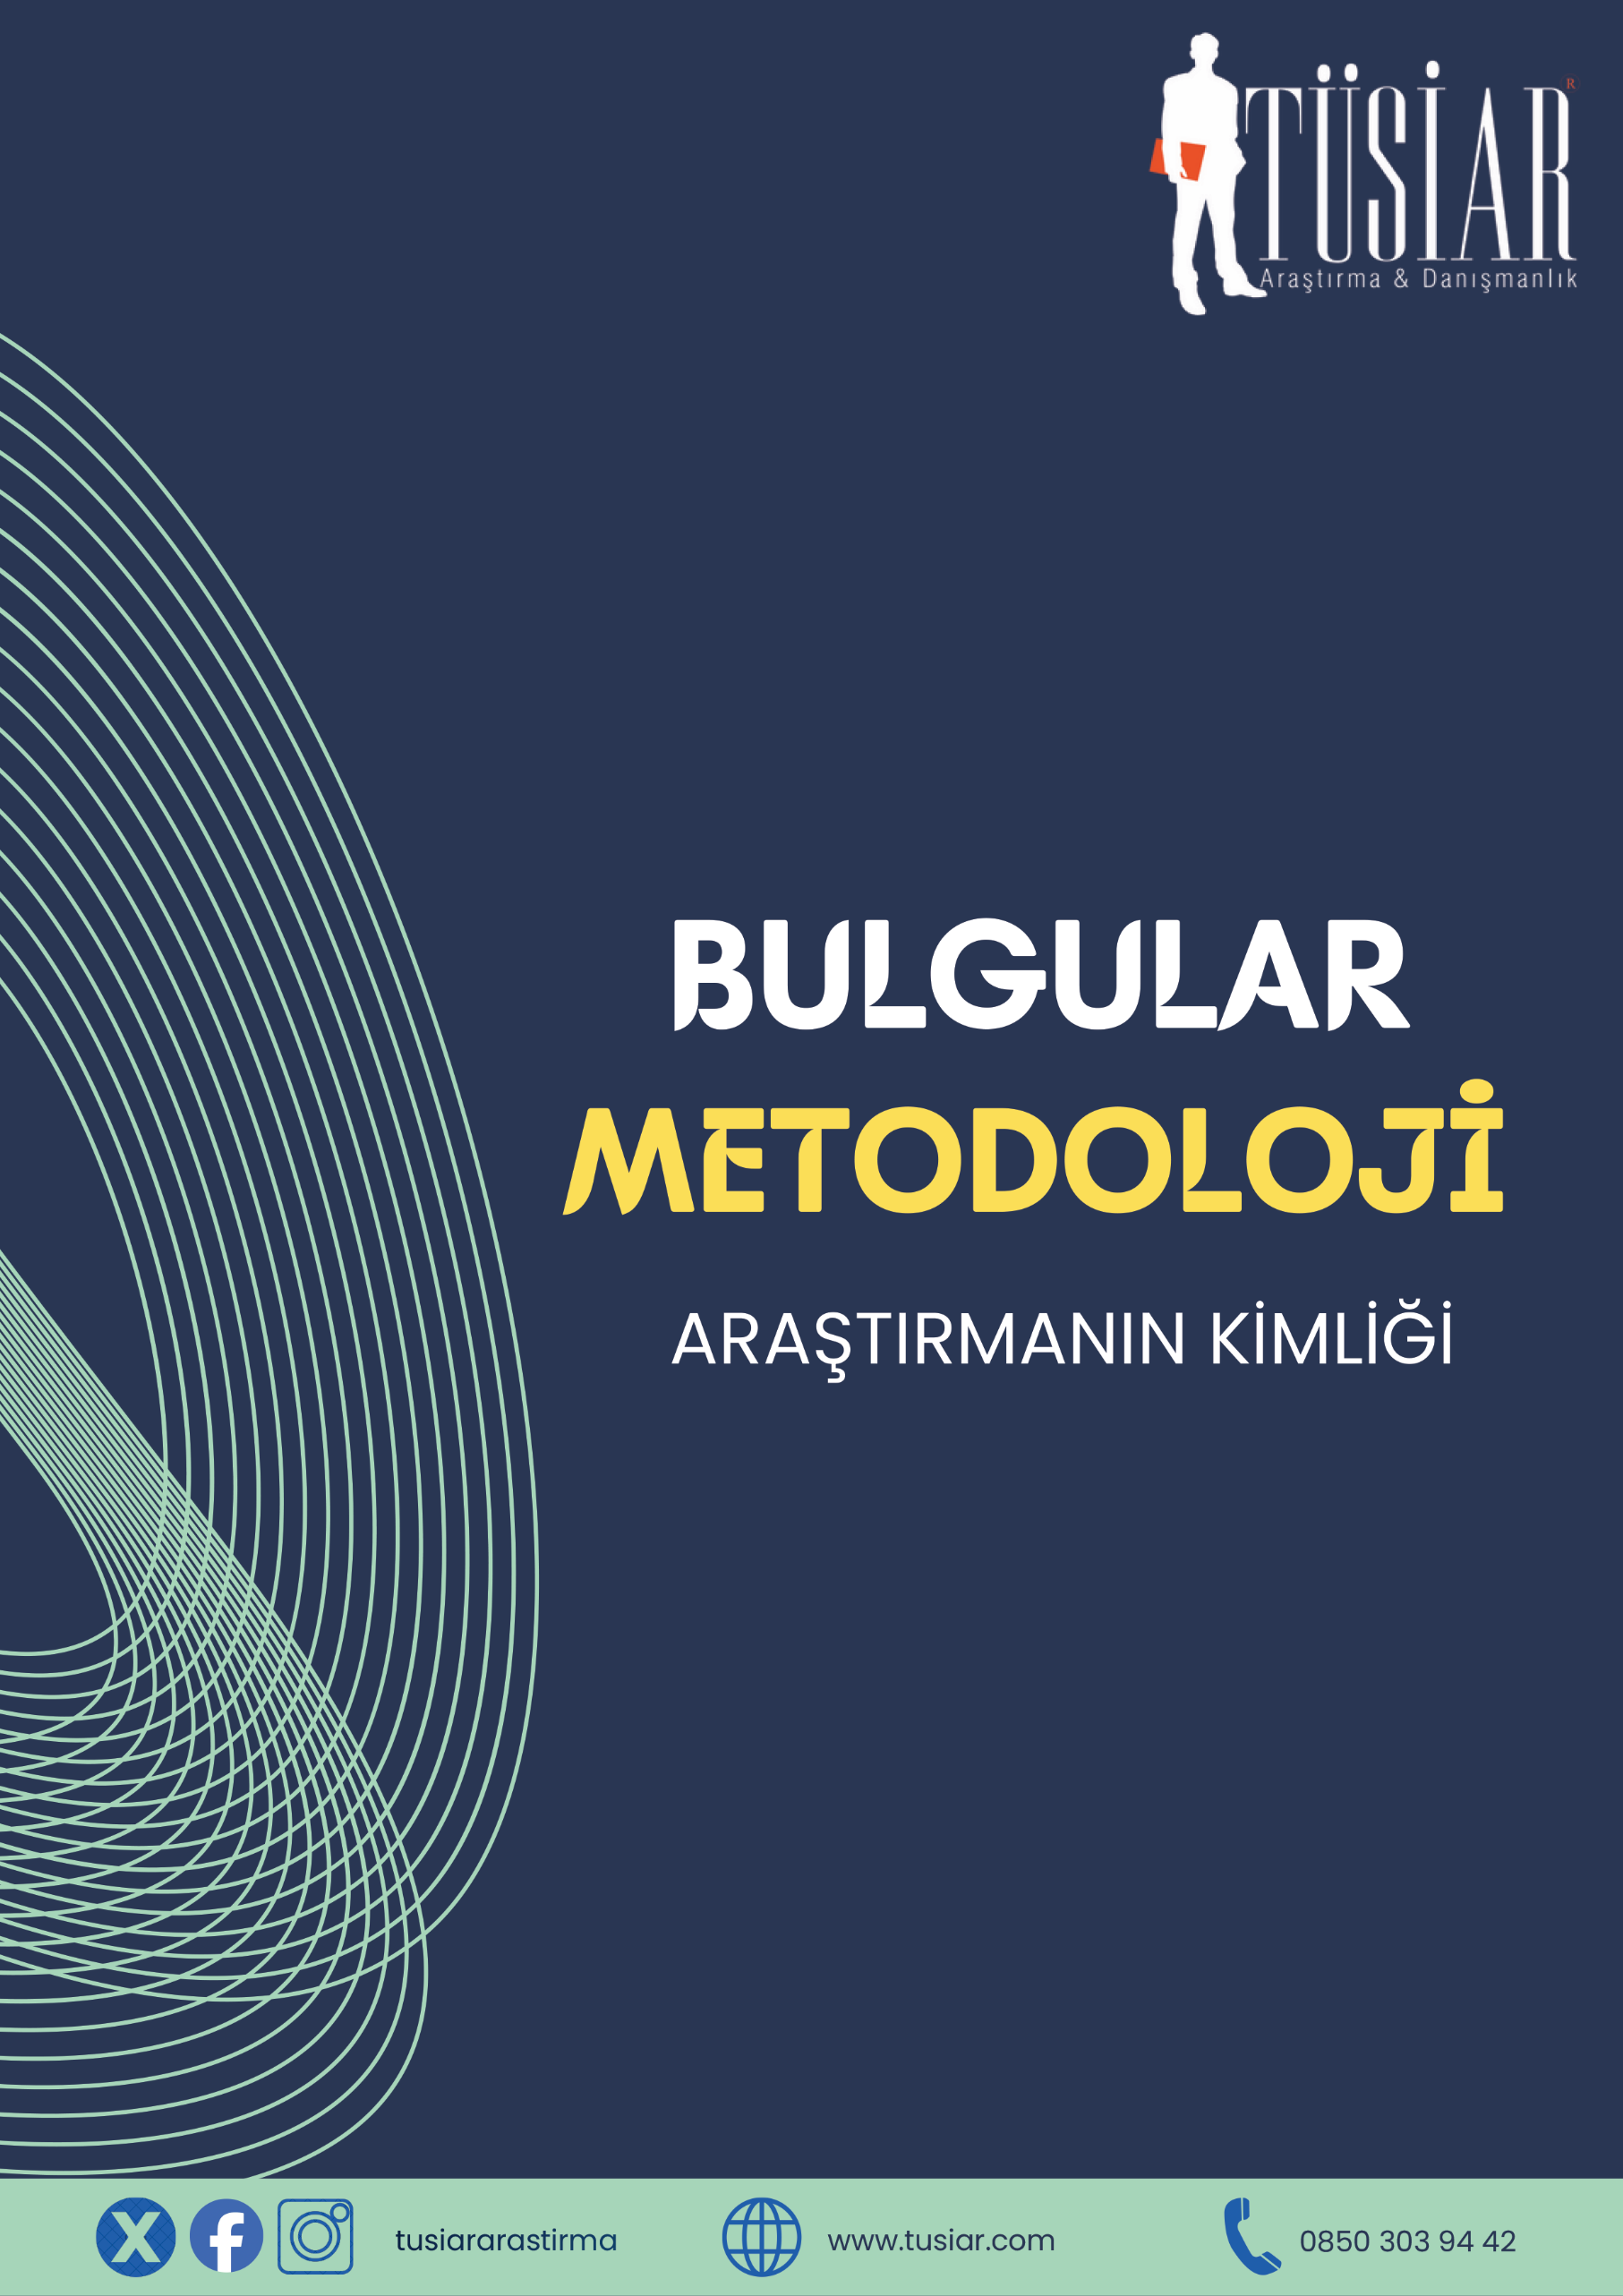 TÜSİAR
R
Araştırma & Danışmanlık
BULGULAR
METODOLOJİ
ARAŞTIRMANIN KİMLİĞİ
tusiararastirma
www.tusiar.com
0850 303 94 42